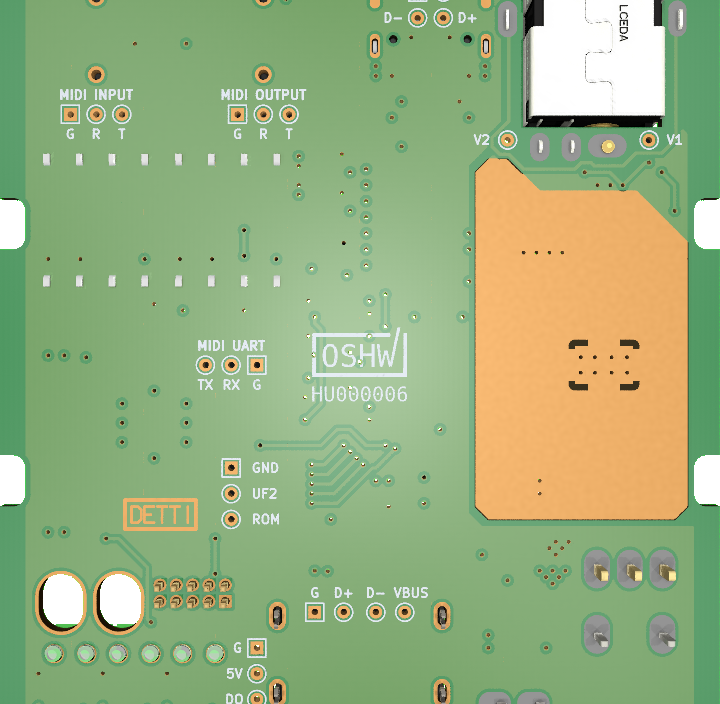 LCEDA
D- D+
MIDI INPUT
G R T
MIDI OUTPUT
G R T
V2
V1
MIDI UART
TX RX G
OSHW
HU000006
GND
UF2
ROM
DETTI
G D+ D- VBUS
G
5V